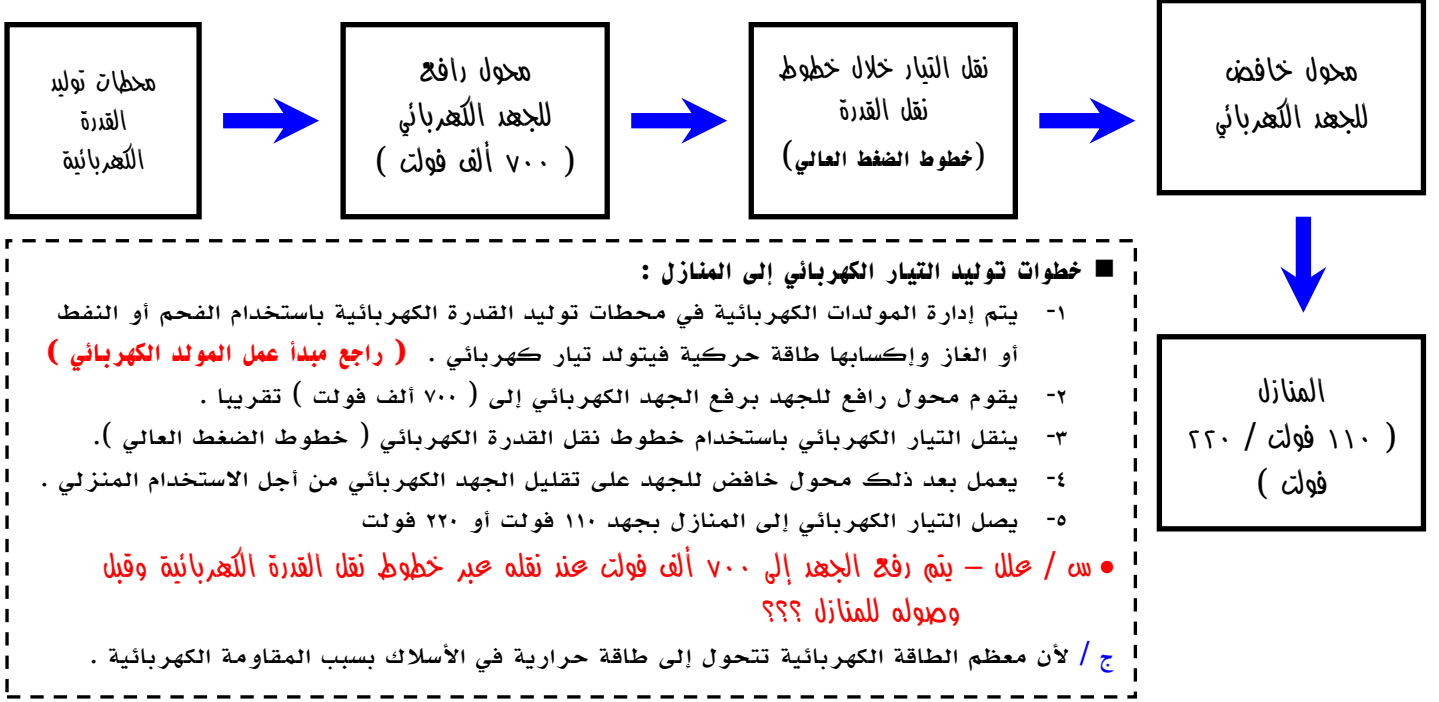 محطات توليد
القدرة
الكهربائية
محول رافع
للجهد الكهربائي
( ٧٠٠ ألف فولت )
نقل التيار خلال خطوط
نقل القدرة
(خطوط الضغط العالي)
محول خافض
للجهد الكهربائي
المنازل
( ١١٠ فولت / ٢٢٠
فولت )
■ خطوات توليد التيار الكهربائي إلى المنازل :
١- يتم إدارة المولدات الكهربائية في محطات توليد القدرة الكهربائية باستخدام الفحم أو النفط
أو الغاز وإكسابها طاقة حركية فيتولد تيار كهربائي . ( راجع مبدأ عمل المولد الكهربائي )
٢- يقوم محول رافع للجهد برفع الجهد الكهربائي إلى ( ٧٠٠ ألف فولت ) تقريبا .
٣- ينقل التيار الكهربائي باستخدام خطوط نقل القدرة الكهربائي ( خطوط الضغط العالي ).
٤- يعمل بعد ذلك محول خافض للجهد على تقليل الجهد الكهربائي من أجل الاستخدام المنزلي .
٥- يصل التيار الكهربائي إلى المنازل بجهد ١١٠ فولت أو ٢٢٠ فولت
● س / علل – يتم رفع الجهد إلى ٧٠٠ ألف فولت عند نقله عبر خطوط نقل القدرة الكهربائية وقبل
وصوله للمنازل ؟؟؟
ج / لأن معظم الطاقة الكهربائية تتحول إلى طاقة حرارية في الأسلاك بسبب المقاومة الكهربائية .